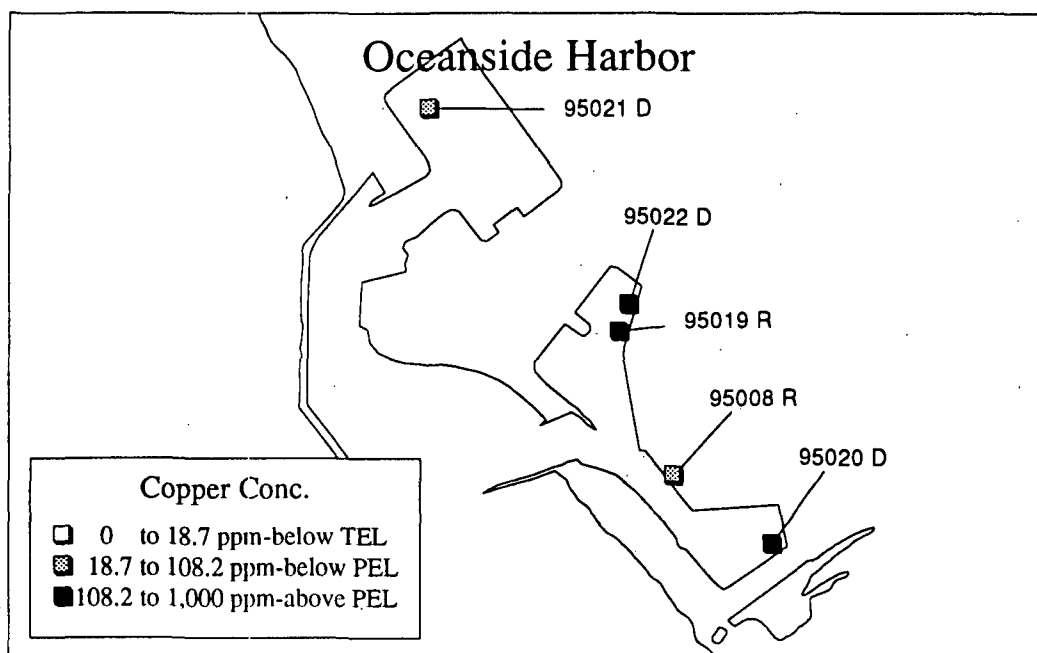 Oceanside Harbor
95021 D
95022 D
95019 R
95008 R
95020 D
Copper Conc.
0 to 18.7 ppm-below TEL
18.7 to 108.2 ppm-below PEL
108.2 to 1,000 ppm-above PEL